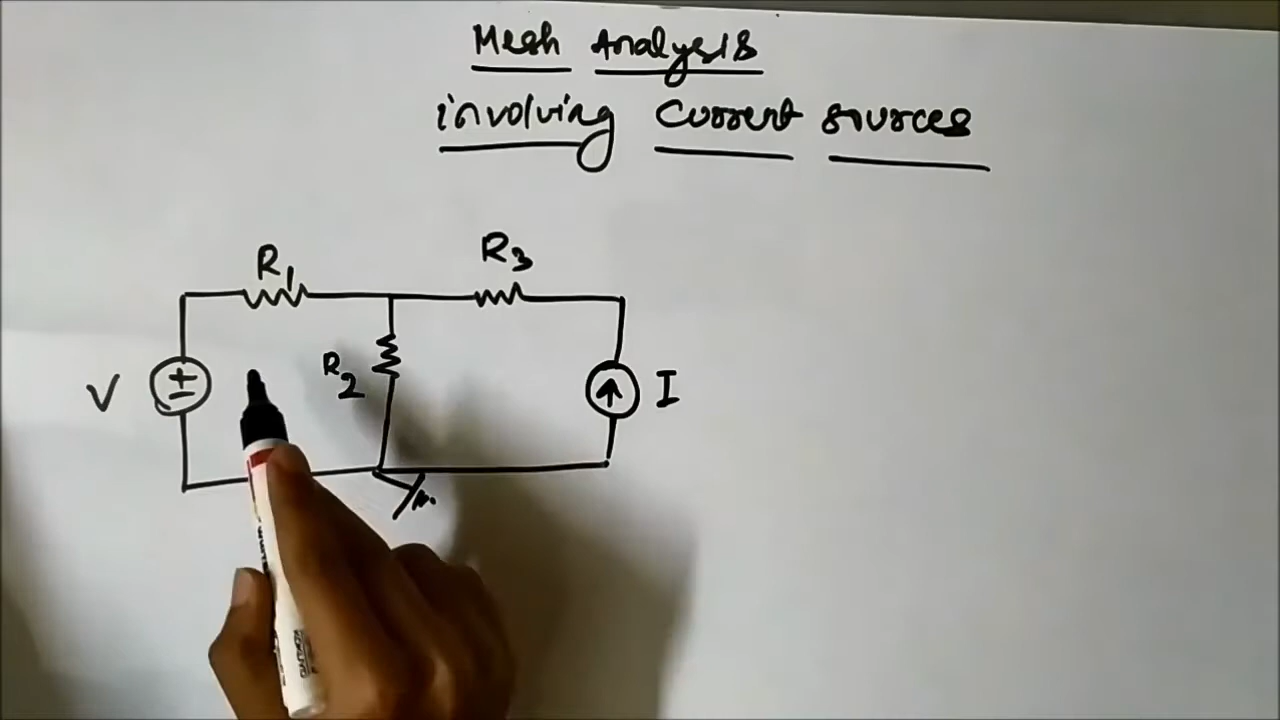 Mesh Analysis
involving Current sources
R1
R3
R2
V
I